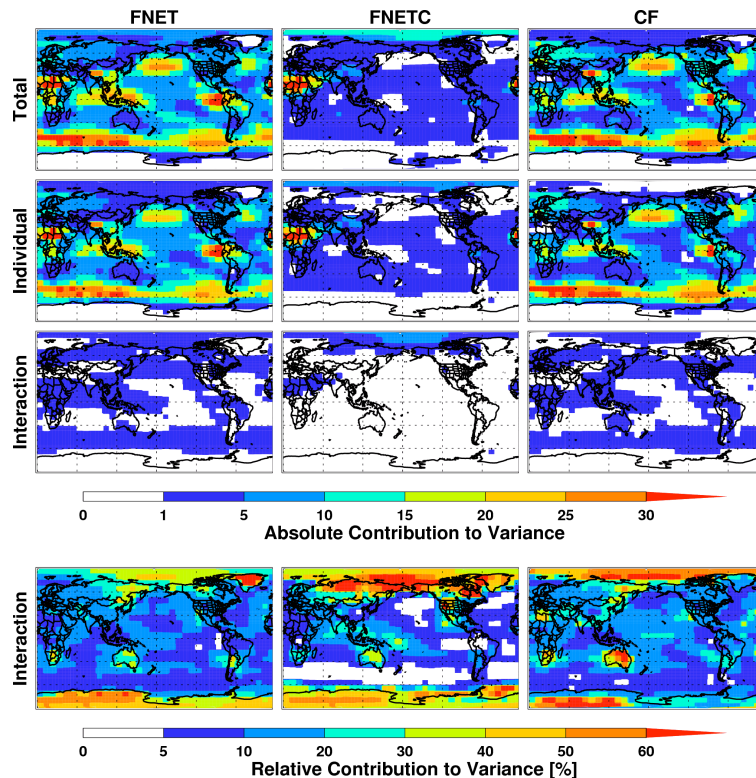 FNET FNETC CF
Total
Individual
Interaction
0 1 5 10 15 20 25 30
Absolute Contribution to Variance
Interaction
0 5 10 20 30 40 50 60
Relative Contribution to Variance [%]